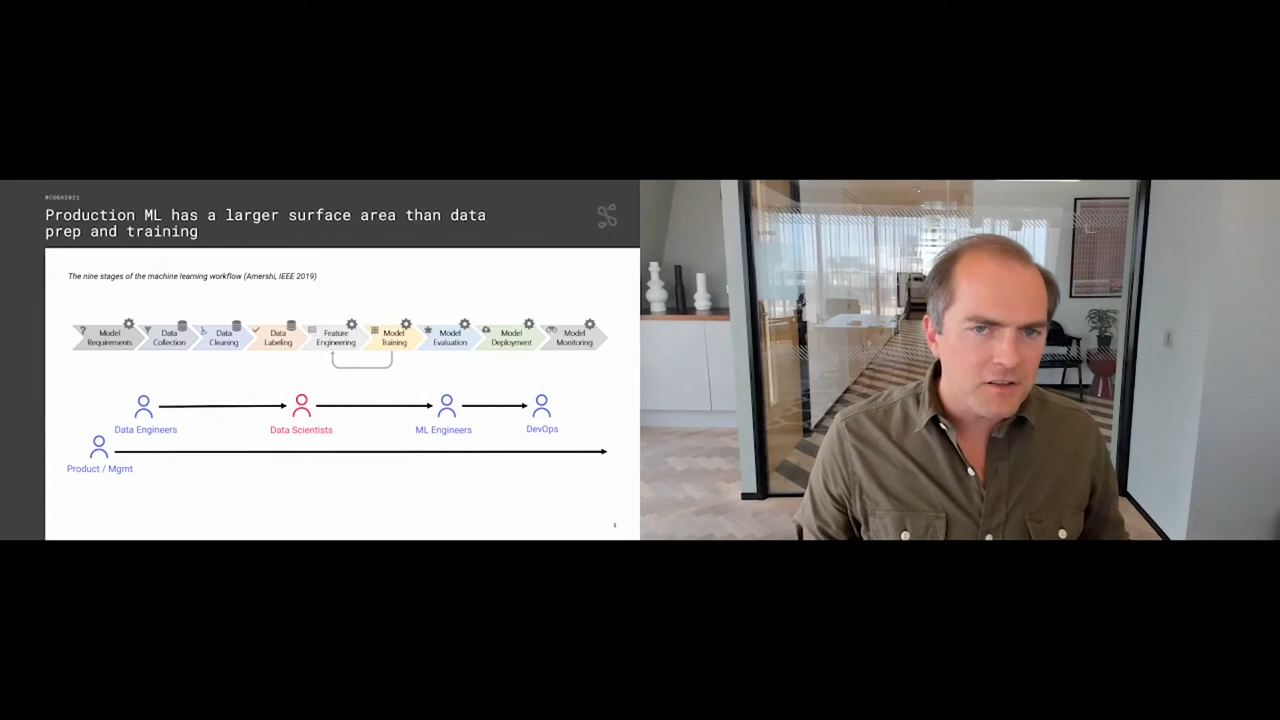 #COGX2021
Production ML has a larger surface area than data
prep and training
The nine stages of the machine learning workflow (Amershi, IEEE 2019)
Model
Requirements
Data
Collection
Data
Cleaning
Data
Labeling
Feature
Engineering
Model
Training
Model
Evaluation
Model
Deployment
Model
Monitoring
Data Engineers
Data Scientists
ML Engineers
DevOps
Product / Mgmt